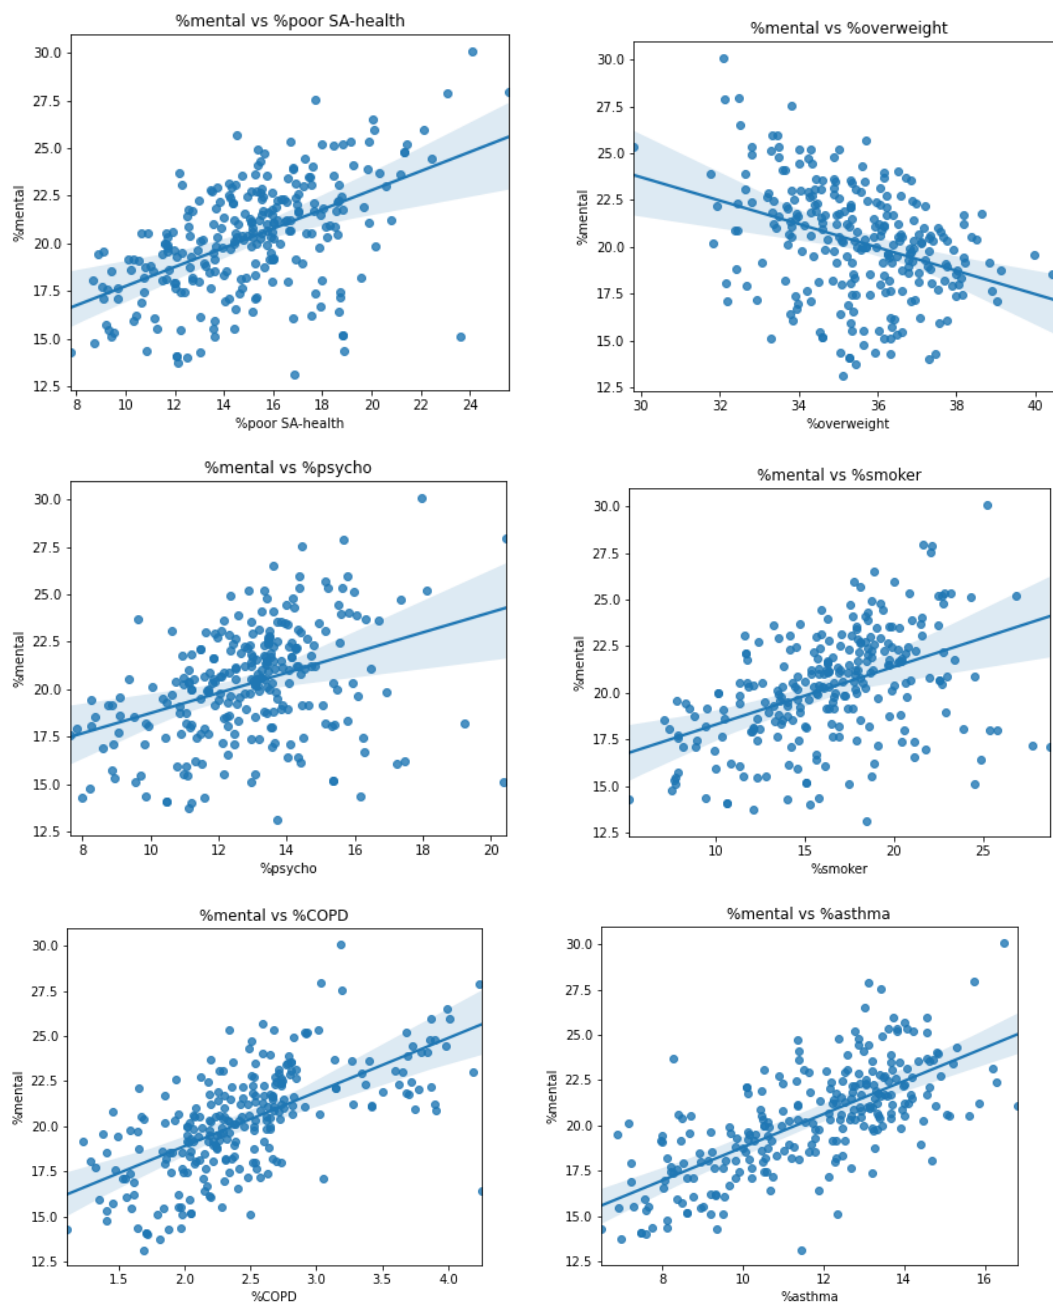 %mental vs %poor SA-health
30.0
27.5
25.0
22.5
20.0
17.5
15.0
12.5
%mental
8 10 12 14 16 18 20 22 24
%poor SA-health
%mental vs %overweight
30.0
27.5
25.0
22.5
20.0
17.5
15.0
12.5
%mental
30 32 34 36 38 40
%overweight
%mental vs %psycho
30.0
27.5
25.0
22.5
20.0
17.5
15.0
12.5
%mental
8 10 12 14 16 18 20
%psycho
%mental vs %smoker
30.0
27.5
25.0
22.5
20.0
17.5
15.0
12.5
%mental
10 15 20 25
%smoker
%mental vs %COPD
30.0
27.5
25.0
22.5
20.0
17.5
15.0
12.5
%mental
1.5 2.0 2.5 3.0 3.5 4.0
%COPD
%mental vs %asthma
30.0
27.5
25.0
22.5
20.0
17.5
15.0
12.5
%mental
8 10 12 14 16
%asthma